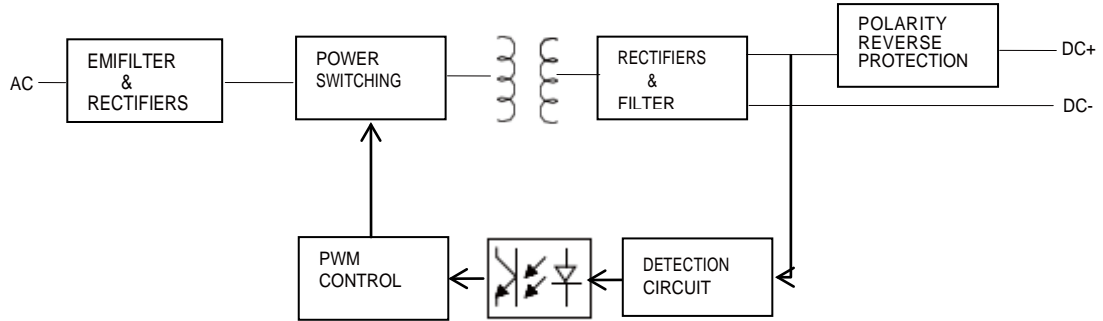 AC
EMIFILTER
&
RECTIFIERS
POWER
SWITCHING
RECTIFIERS
&
FILTER
POLARITY
REVERSE
PROTECTION
DC+
DC-
PWM
CONTROL
DETECTION
CIRCUIT